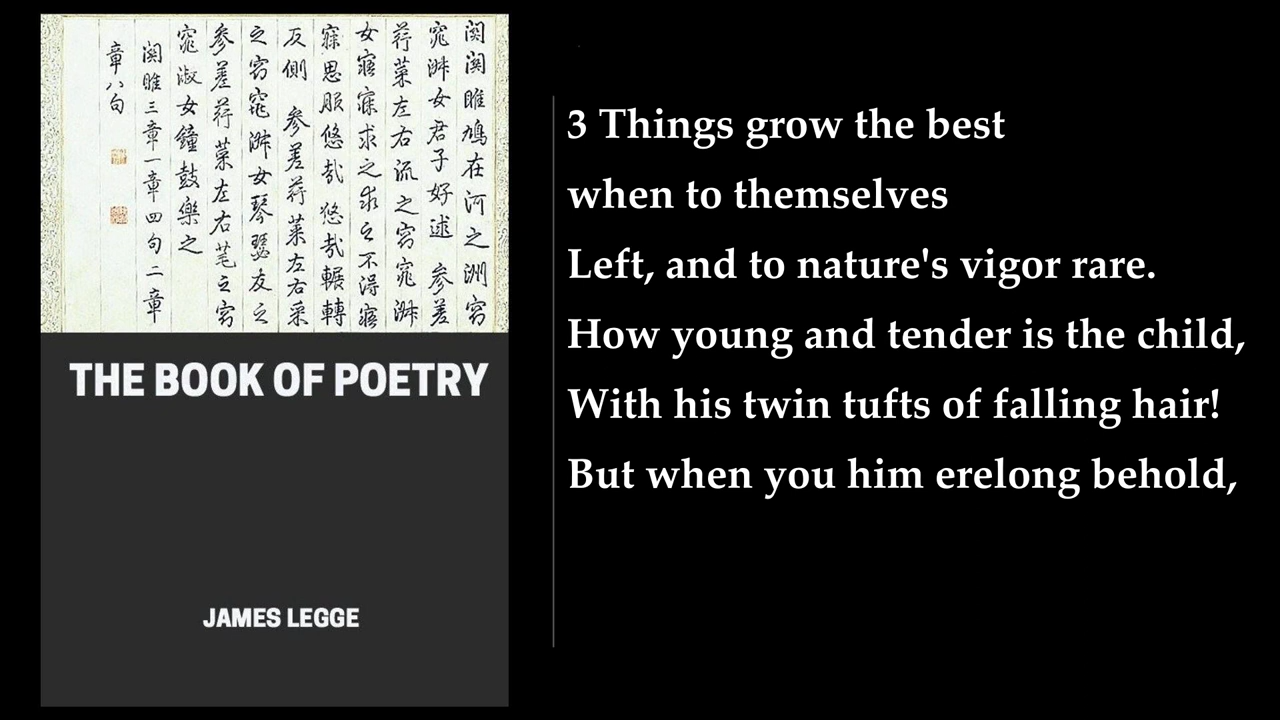 關關雎鳩在河之洲窈
窕淑女君子好逑 參差
荇菜左右流之窈窕淑
女寤寐求之求之不得寤
寐思服悠哉悠哉輾轉
反側 參差荇菜左右采
之窈窕淑女琴瑟友之
參差荇菜左右芼之窈
窕淑女鐘鼓樂之
關雎三章一章四句二章
章八句
THE BOOK OF POETRY
JAMES LEGGE
3 Things grow the best
when to themselves
Left, and to nature's vigor rare.
How young and tender is the child,
With his twin tufts of falling hair!
But when you him erelong behold,